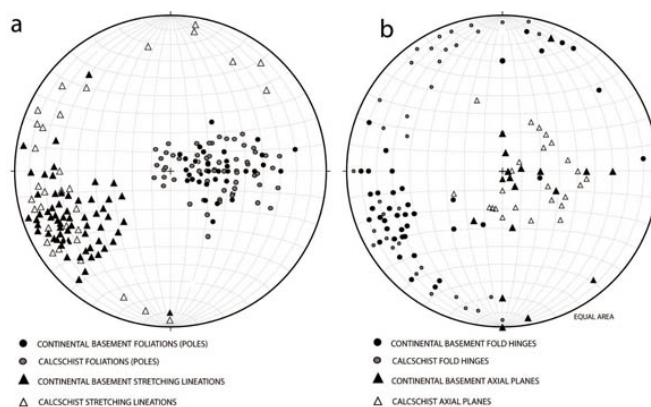 a
b
EQUAL AREA
CONTINENTAL BASEMENT FOLIATIONS (POLES)
CALCSCHIST FOLIATIONS (POLES)
CONTINENTAL BASEMENT STRETCHING LINEATIONS
CALCSCHIST STRETCHING LINEATIONS
CONTINENTAL BASEMENT FOLD HINGES
CALCSCHIST FOLD HINGES
CONTINENTAL BASEMENT AXIAL PLANES
CALCSCHIST AXIAL PLANES